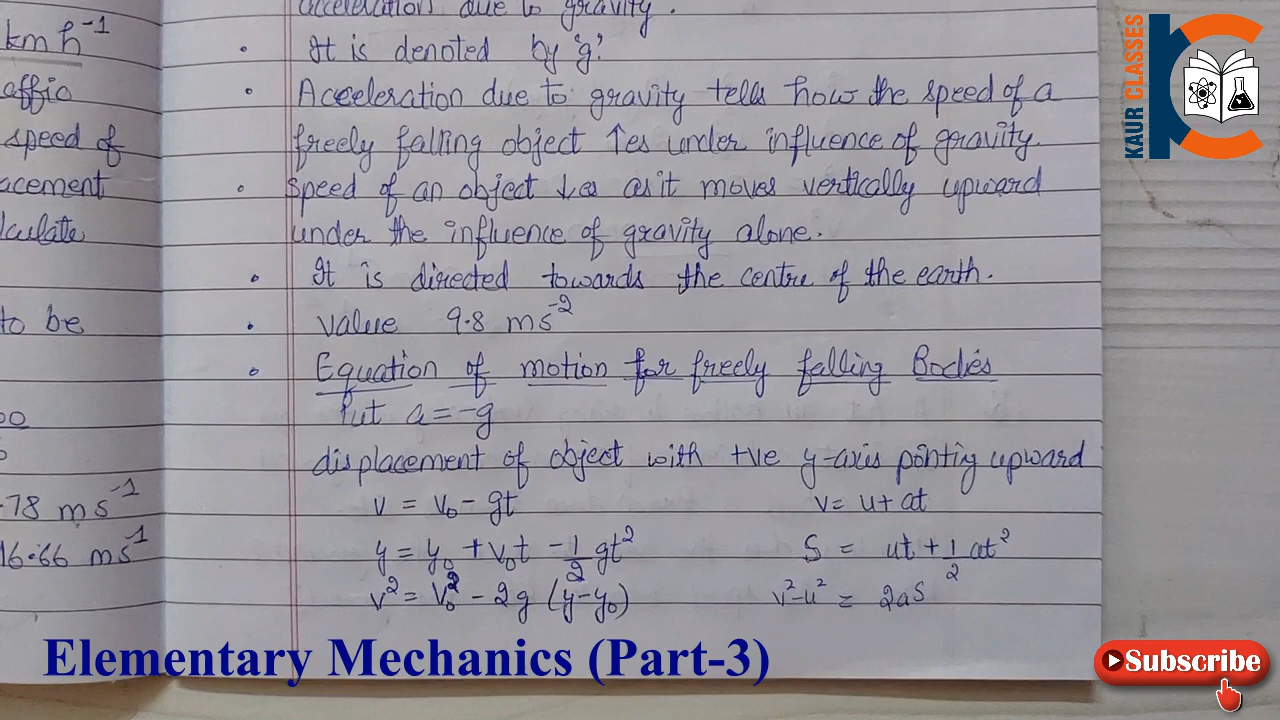 km h⁻¹
affic
speed of
acement
lculate
to be
00
.78 ms⁻¹
16.66 ms⁻¹
acceleration due to gravity.
• It is denoted by 'g'.
• Acceleration due to gravity tells how the speed of a
freely falling object ↑es under influence of gravity.
• speed of an object ↓es as it moves vertically upward
under the influence of gravity alone.
• It is directed towards the centre of the earth.
• value 9.8 ms⁻²
• Equation of motion for freely falling Bodies
Put a = -g
displacement of object with +ve y-axis pointiy upward
v = v₀ - gt v = u + at
y = y₀ + v₀t - 1/2 gt² S = ut + 1/2 at²
v² = v₀² - 2g (y-y₀) v²-u² = 2as
KAUR CLASSES
Elementary Mechanics (Part-3)
Subscribe